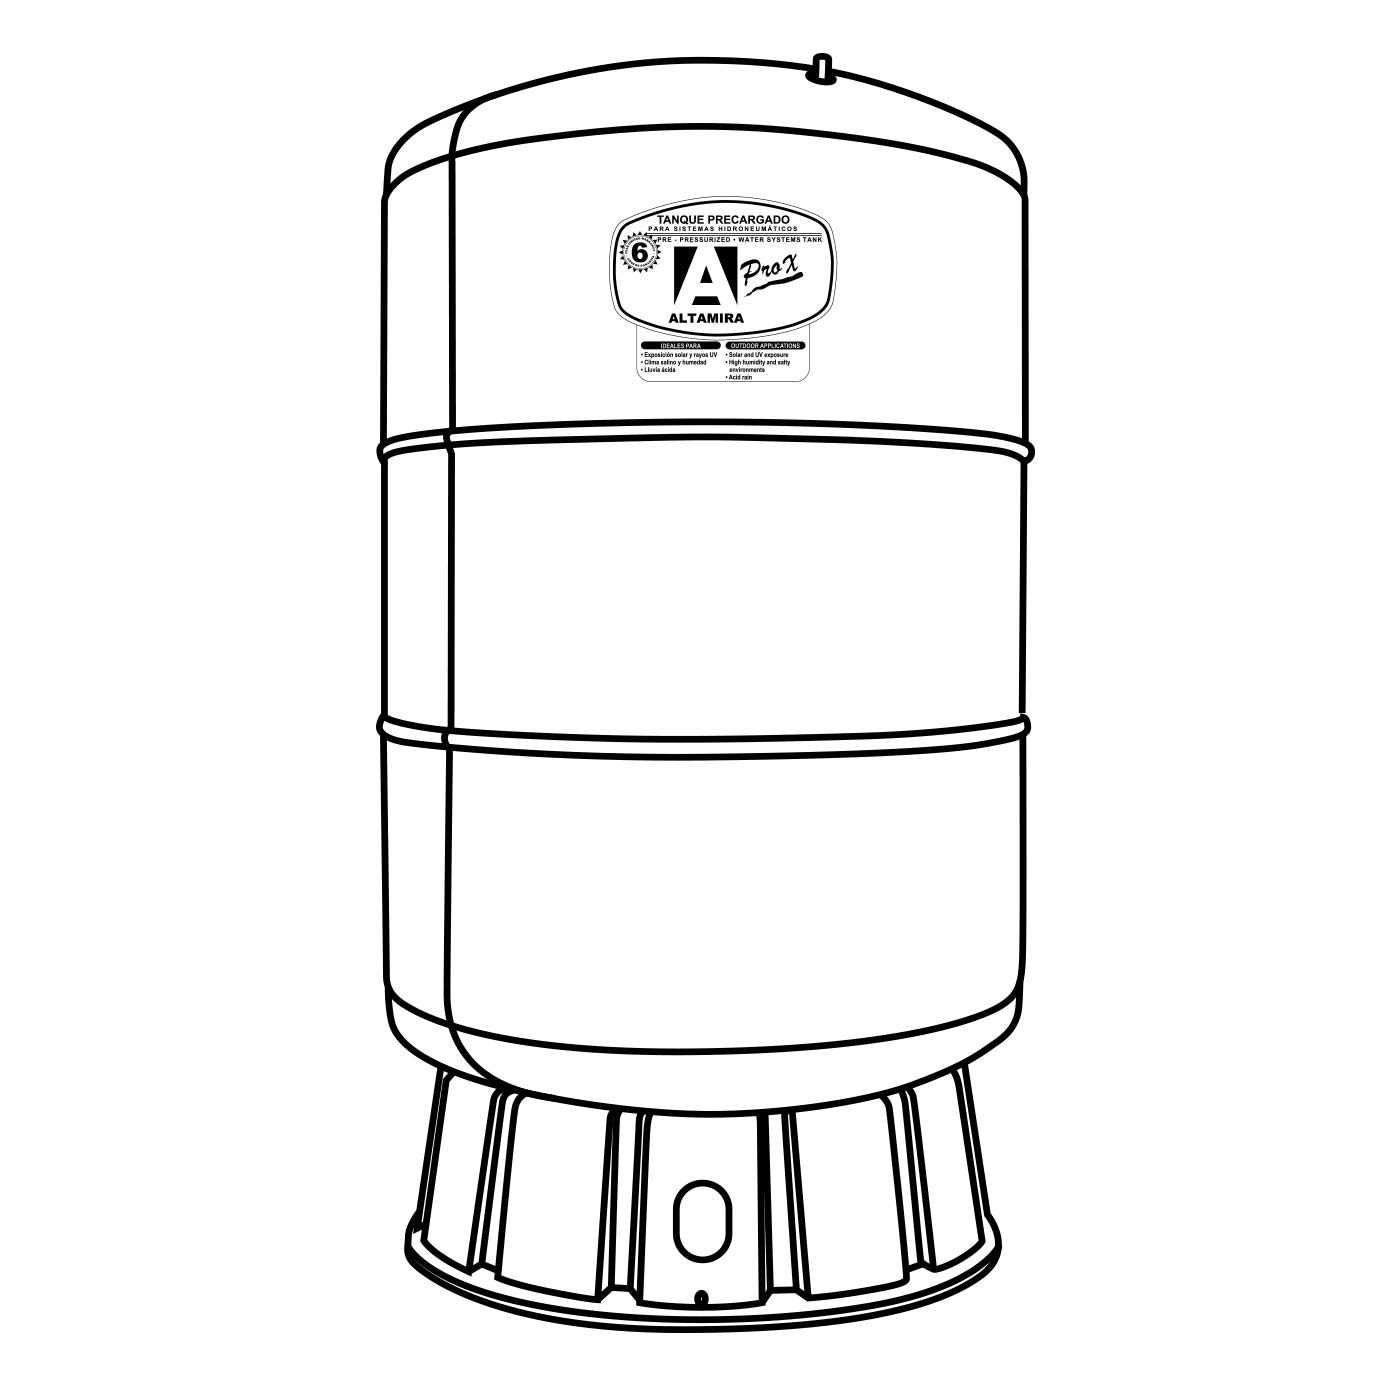 TANQUE PRECARGADO
PARA SISTEMAS HIDRONEUMÁTICOS
PRE - PRESSURIZED • WATER SYSTEMS TANK
6
A
ProX
ALTAMIRA
IDEALES PARA
• Exposición solar y rayos UV
• Clima salino y humedad
• Lluvia ácida
OUTDOOR APPLICATIONS
• Solar and UV exposure
• High humidity and salty
environments
• Acid rain